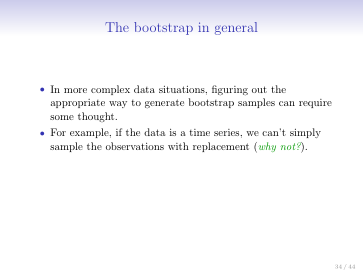 The bootstrap in general
• In more complex data situations, figuring out the
appropriate way to generate bootstrap samples can require
some thought.
• For example, if the data is a time series, we can't simply
sample the observations with replacement (why not?).
34 / 44